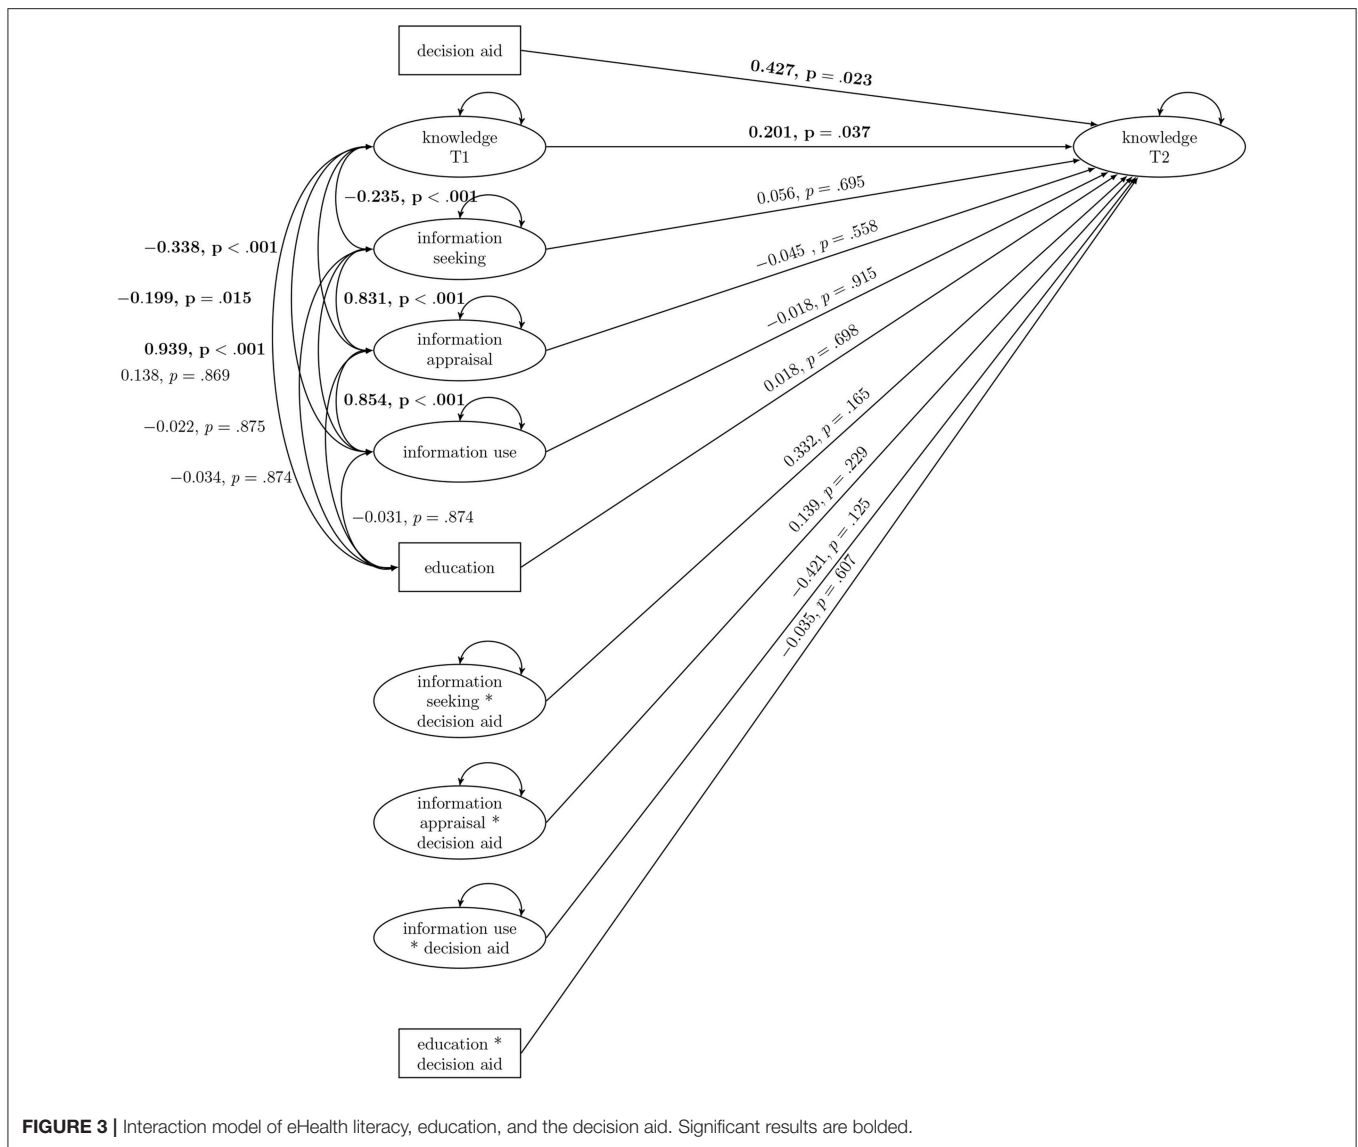 decision aid
0.427, p = .023
knowledge
T1
0.201, p = .037
knowledge
T2
−0.235, p < .001
0.056, p = .695
information
seeking
−0.338, p < .001
−0.045 , p = .558
−0.199, p = .015
0.831, p < .001
−0.018, p = .915
information
appraisal
0.939, p < .001
0.018, p = .698
0.138, p = .869
0.854, p < .001
−0.022, p = .875
0.332, p = .165
information use
−0.034, p = .874
0.139, p = .229
−0.031, p = .874
−0.421, p = .125
education
−0.035, p = .607
information
seeking *
decision aid
information
appraisal *
decision aid
information use
* decision aid
education *
decision aid
FIGURE 3 | Interaction model of eHealth literacy, education, and the decision aid. Significant results are bolded.